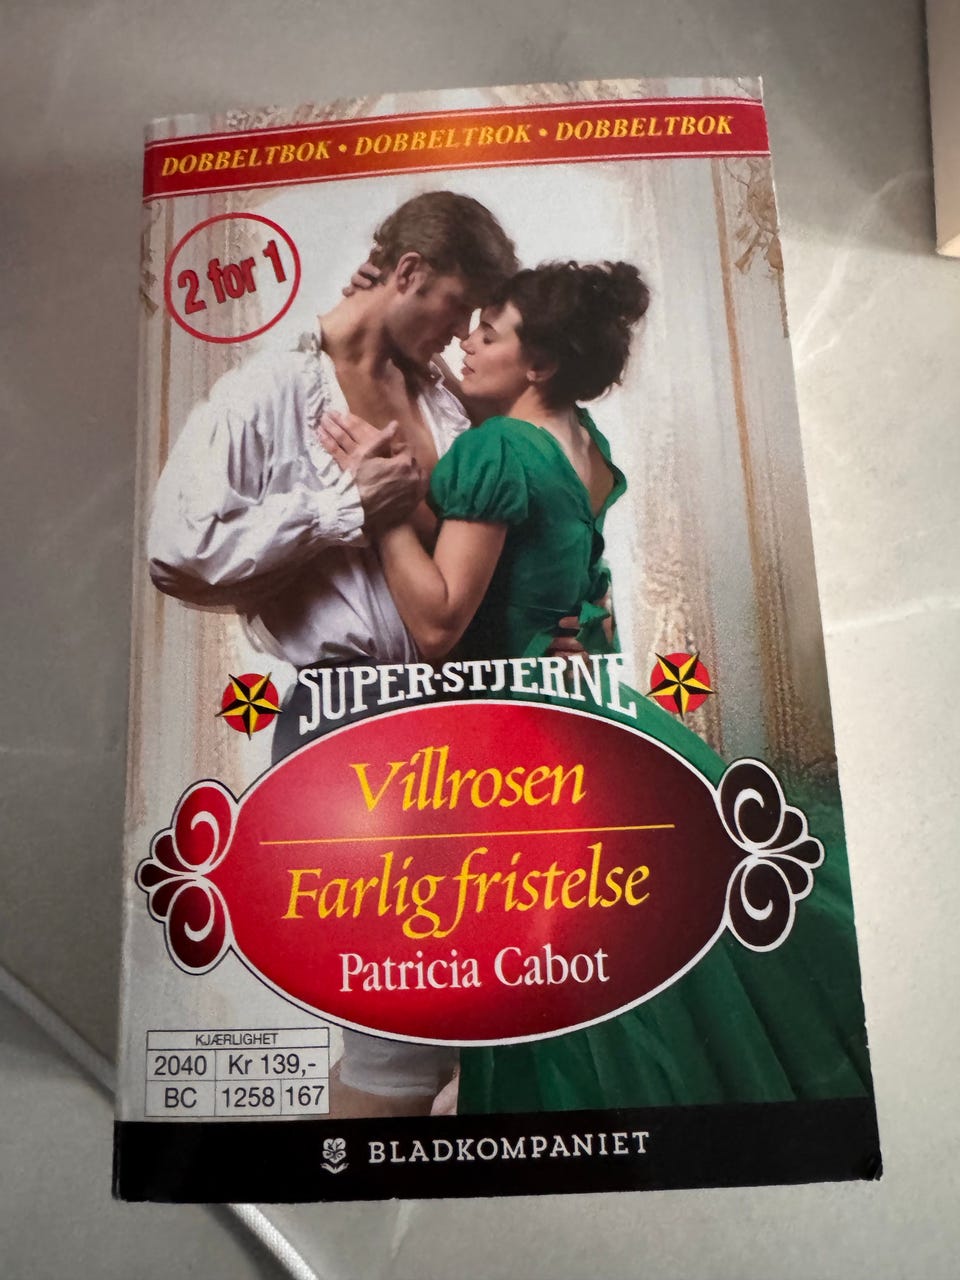 DOBBELTBOK • DOBBELTBOK • DOBBELTBOK
2 for 1
SUPER-STJERNE
Villrosen
Farlig fristelse
Patricia Cabot
KJÆRLIGHET
2040 Kr 139,-
BC 1258 167
BLADKOMPANIET